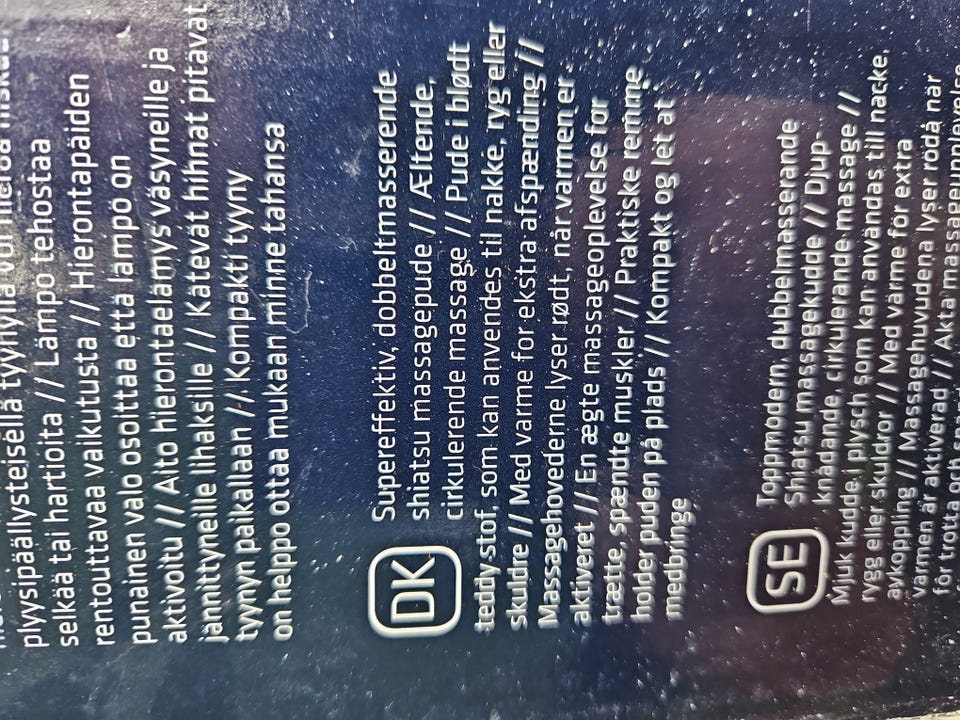 plyysipäällysteisellä tyynyllä voi hieroa niskaa,
selkää tai hartioita // Lämpö tehostaa
rentouttavaa vaikutusta // Hierontapäiden
punainen valo osoittaa että lämpö on
aktivoitu // Aito hierontaelämys väsyneille ja
jännittyneille lihaksille // Kätevät hihnat pitävät
tyynyn paikallaan // Kompakti tyyny
on helppo ottaa mukaan minne tahansa
DK
Supereffektiv, dobbeltmasserende
shiatsu massagepude // Æltende,
cirkulerende massage // Pude i blødt
teddy-stof, som kan anvendes til nakke, ryg eller
skuldre // Med varme for ekstra afspænding //
Massagehovederne lyser rødt, når varmen er
aktiveret // En ægte massageoplevelse for
trætte, spændte muskler // Praktiske remme
holder puden på plads // Kompakt og let at
medbringe
SE
Toppmodern, dubbelmasserande
Shiatsu massagekudde // Djup-
knådande, cirkulerande massage //
Mjuk kudde i plysch som kan användas till nacke,
rygg eller skuldror // Med värme för extra
avkoppling // Massagehuvudena lyser röda när
värmen är aktiverad // Äkta massageupplevelse
för trötta och